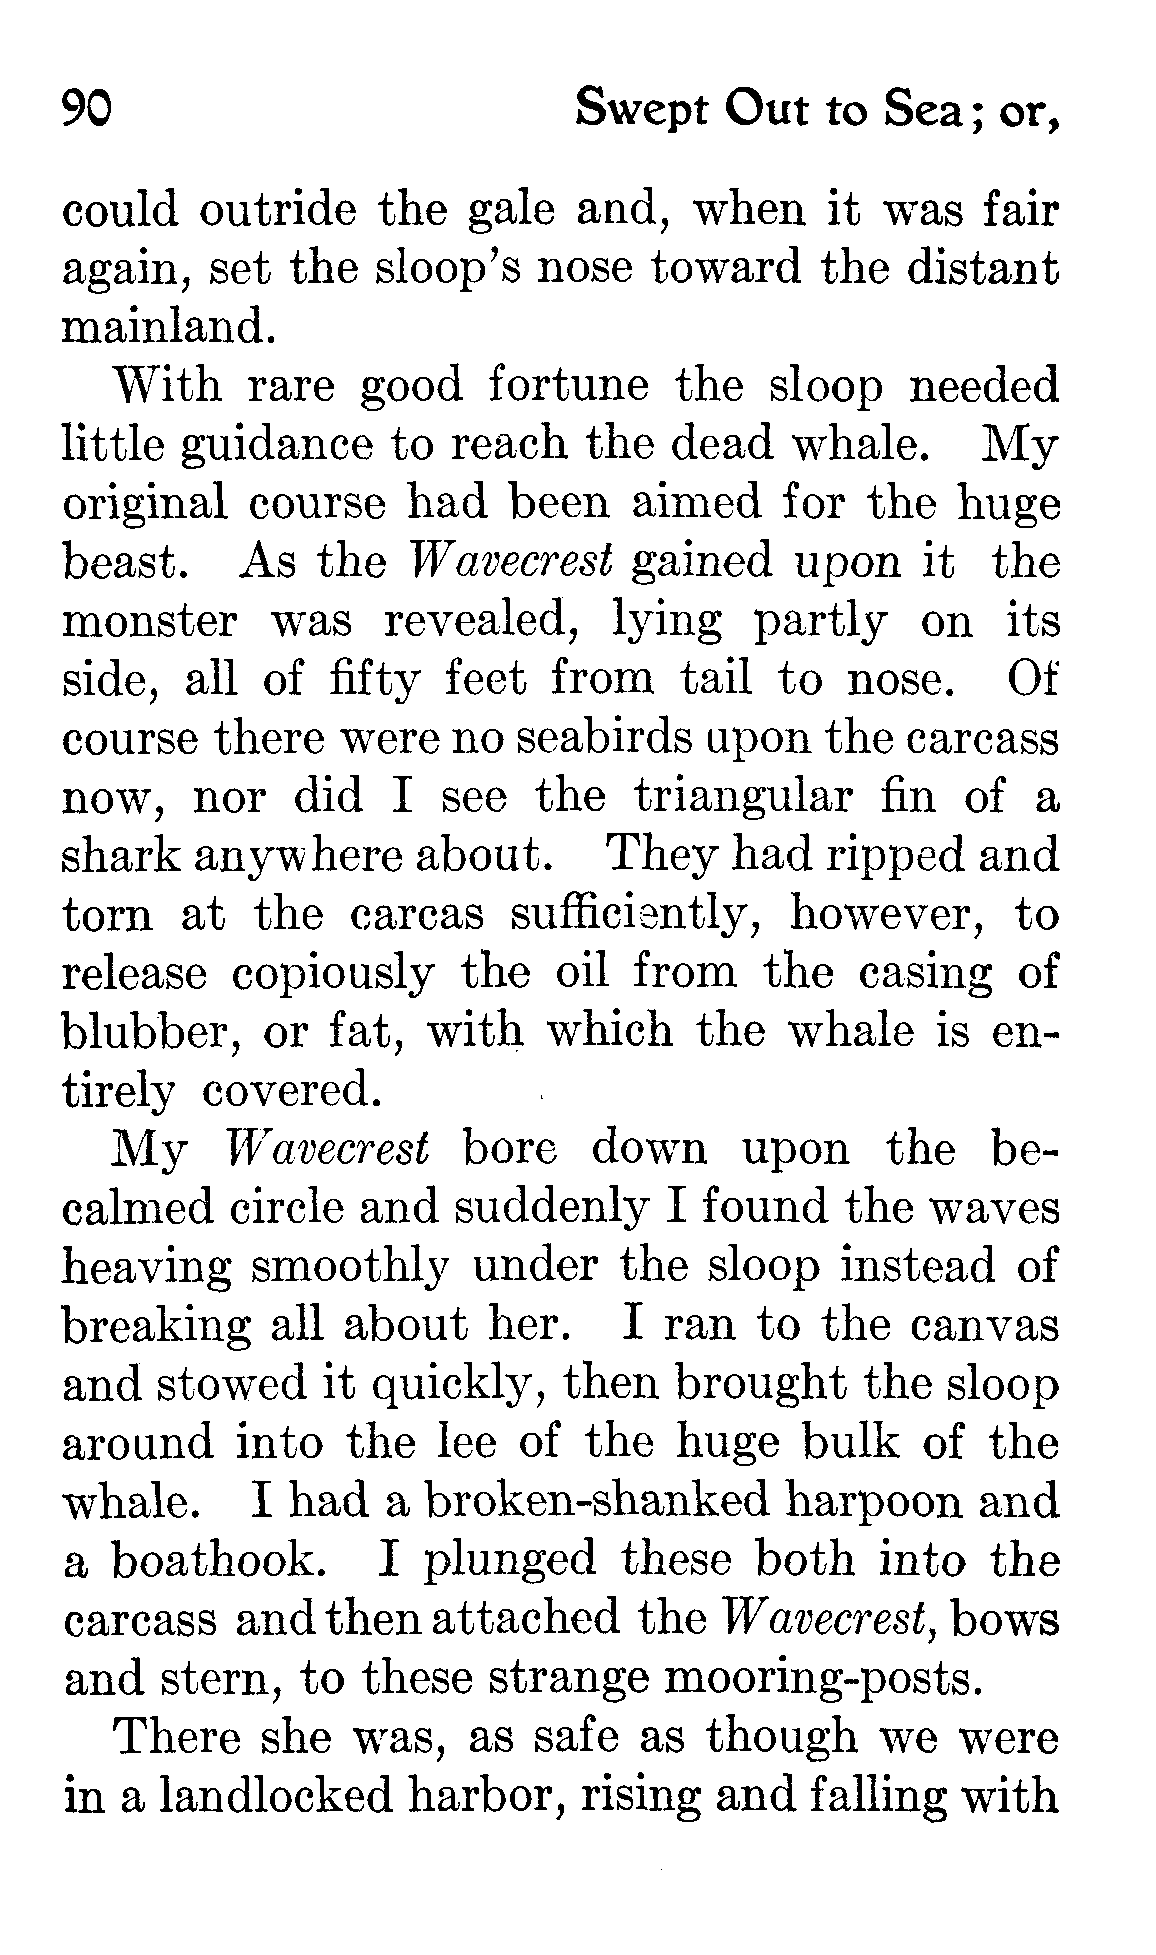 90 Swept Out to Sea; or,
could outride the gale and, when it was fair
again, set the sloop's nose toward the distant
mainland.
With rare good fortune the sloop needed
little guidance to reach the dead whale. My
original course had been aimed for the huge
beast. As the Wavecrest gained upon it the
monster was revealed, lying partly on its
side, all of fifty feet from tail to nose. Of
course there were no seabirds upon the carcass
now, nor did I see the triangular fin of a
shark anywhere about. They had ripped and
torn at the carcas sufficiently, however, to
release copiously the oil from the casing of
blubber, or fat, with which the whale is en-
tirely covered.
My Wavecrest bore down upon the be-
calmed circle and suddenly I found the waves
heaving smoothly under the sloop instead of
breaking all about her. I ran to the canvas
and stowed it quickly, then brought the sloop
around into the lee of the huge bulk of the
whale. I had a broken-shanked harpoon and
a boathook. I plunged these both into the
carcass and then attached the Wavecrest, bows
and stern, to these strange mooring-posts.
There she was, as safe as though we were
in a landlocked harbor, rising and falling with